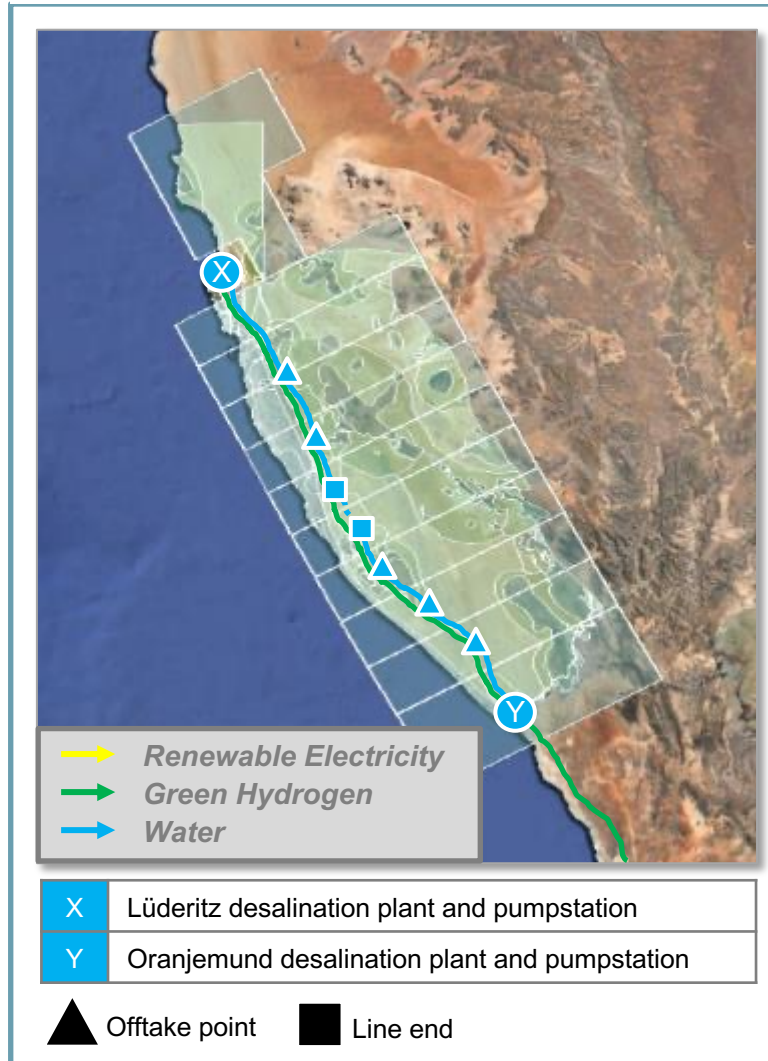 X
Y
Renewable Electricity
Green Hydrogen
Water
X Lüderitz desalination plant and pumpstation
Y Oranjemund desalination plant and pumpstation
Offtake point Line end